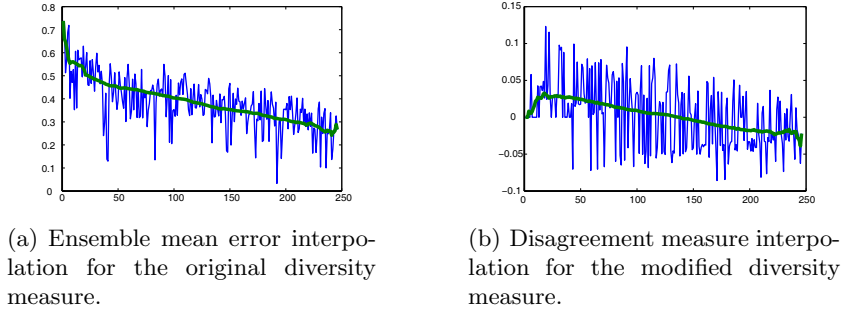 0.8
0.7
0.6
0.5
0.4
0.3
0.2
0.1
0
0 50 100 150 200 250
0.15
0.1
0.05
0
−0.05
−0.1
0 50 100 150 200 250
(a) Ensemble mean error interpo-
lation for the original diversity
measure.
(b) Disagreement measure interpo-
lation for the modified diversity
measure.